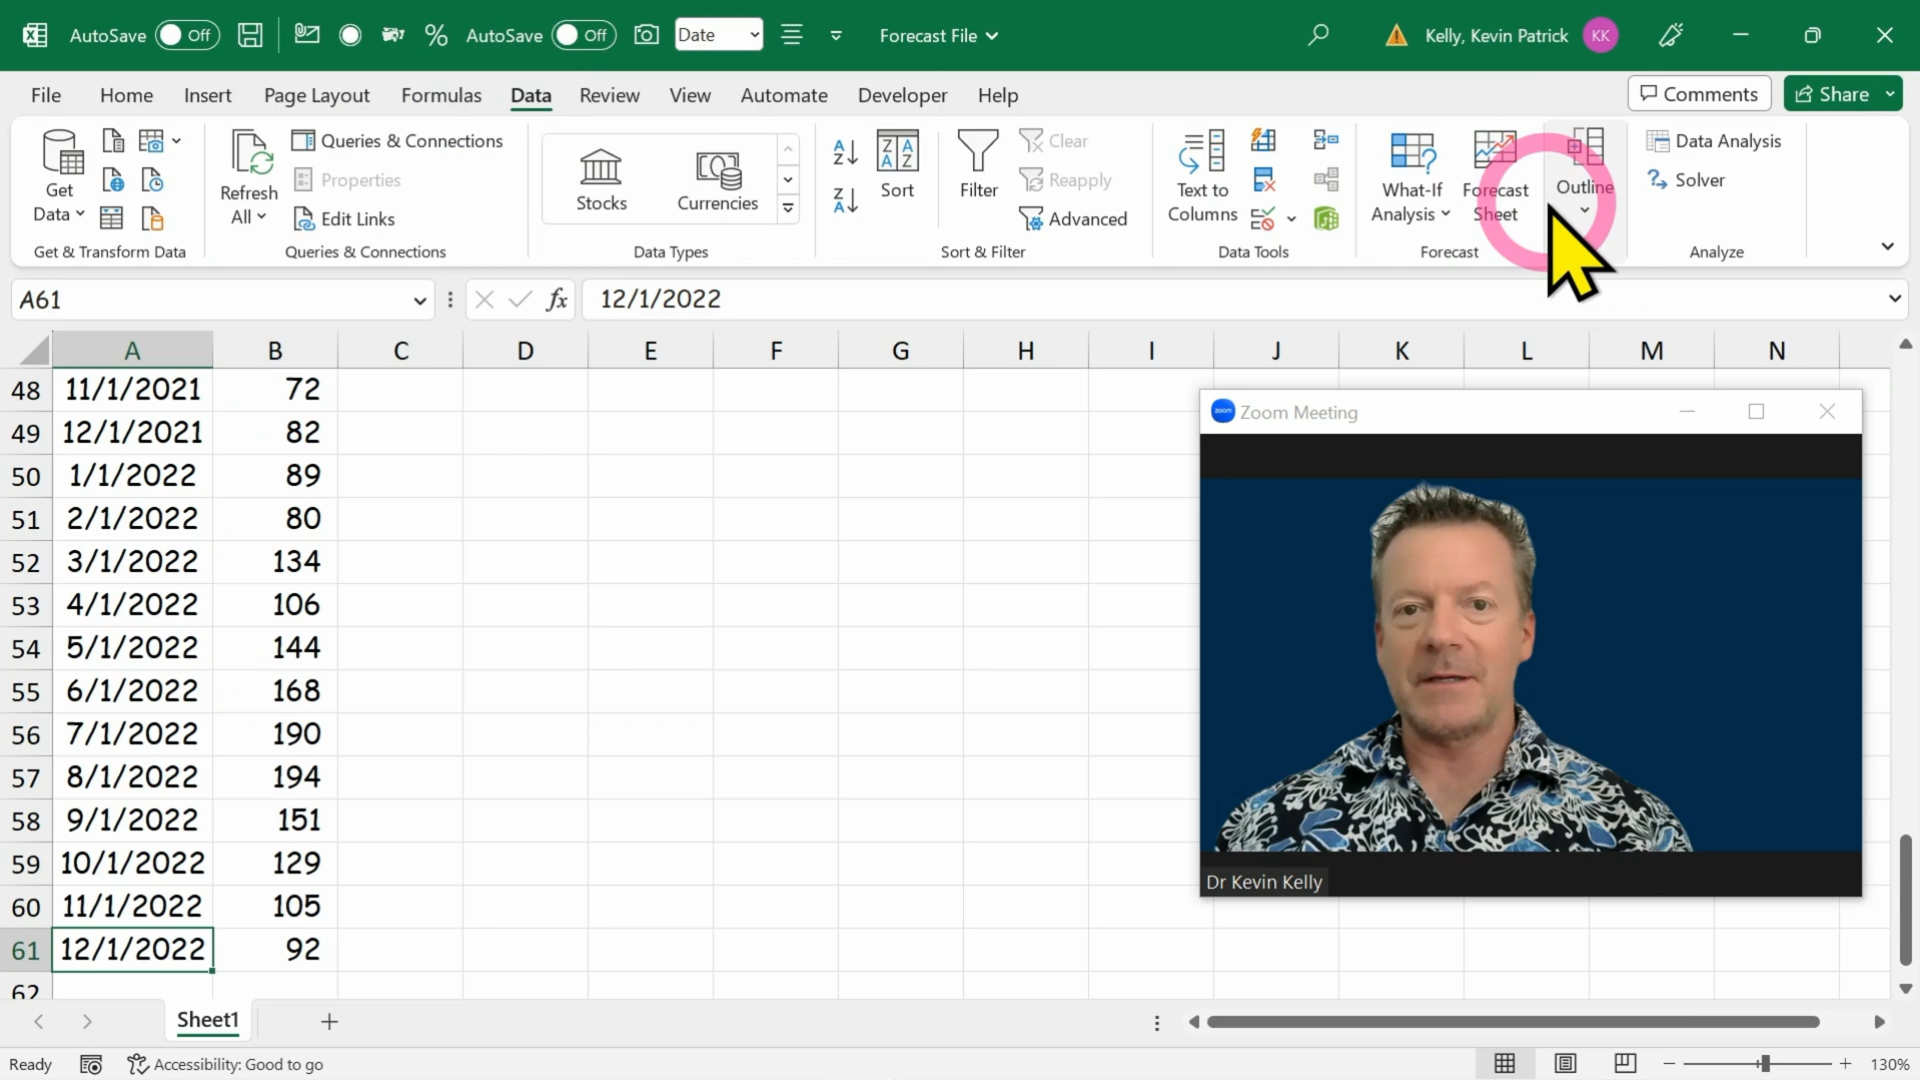 AutoSave Off AutoSave Off Date Forecast File Kelly, Kevin Patrick KK
File Home Insert Page Layout Formulas Data Review View Automate Developer Help Comments Share
Get
Data
Get & Transform Data
Refresh
All
Queries & Connections
Properties
Edit Links
Queries & Connections
Stocks
Currencies
Data Types
Sort
Filter
Clear
Reapply
Advanced
Sort & Filter
Text to
Columns
Data Tools
What-If
Analysis
Forecast
Sheet
Forecast
Outline
Data Analysis
Solver
Analyze
A61 fx 12/1/2022
A B C D E F G H I J K L M N
48 11/1/2021 72
49 12/1/2021 82
50 1/1/2022 89
51 2/1/2022 80
52 3/1/2022 134
53 4/1/2022 106
54 5/1/2022 144
55 6/1/2022 168
56 7/1/2022 190
57 8/1/2022 194
58 9/1/2022 151
59 10/1/2022 129
60 11/1/2022 105
61 12/1/2022 92
62
zoom Zoom Meeting
Dr Kevin Kelly
Sheet1
Ready Accessibility: Good to go 130%